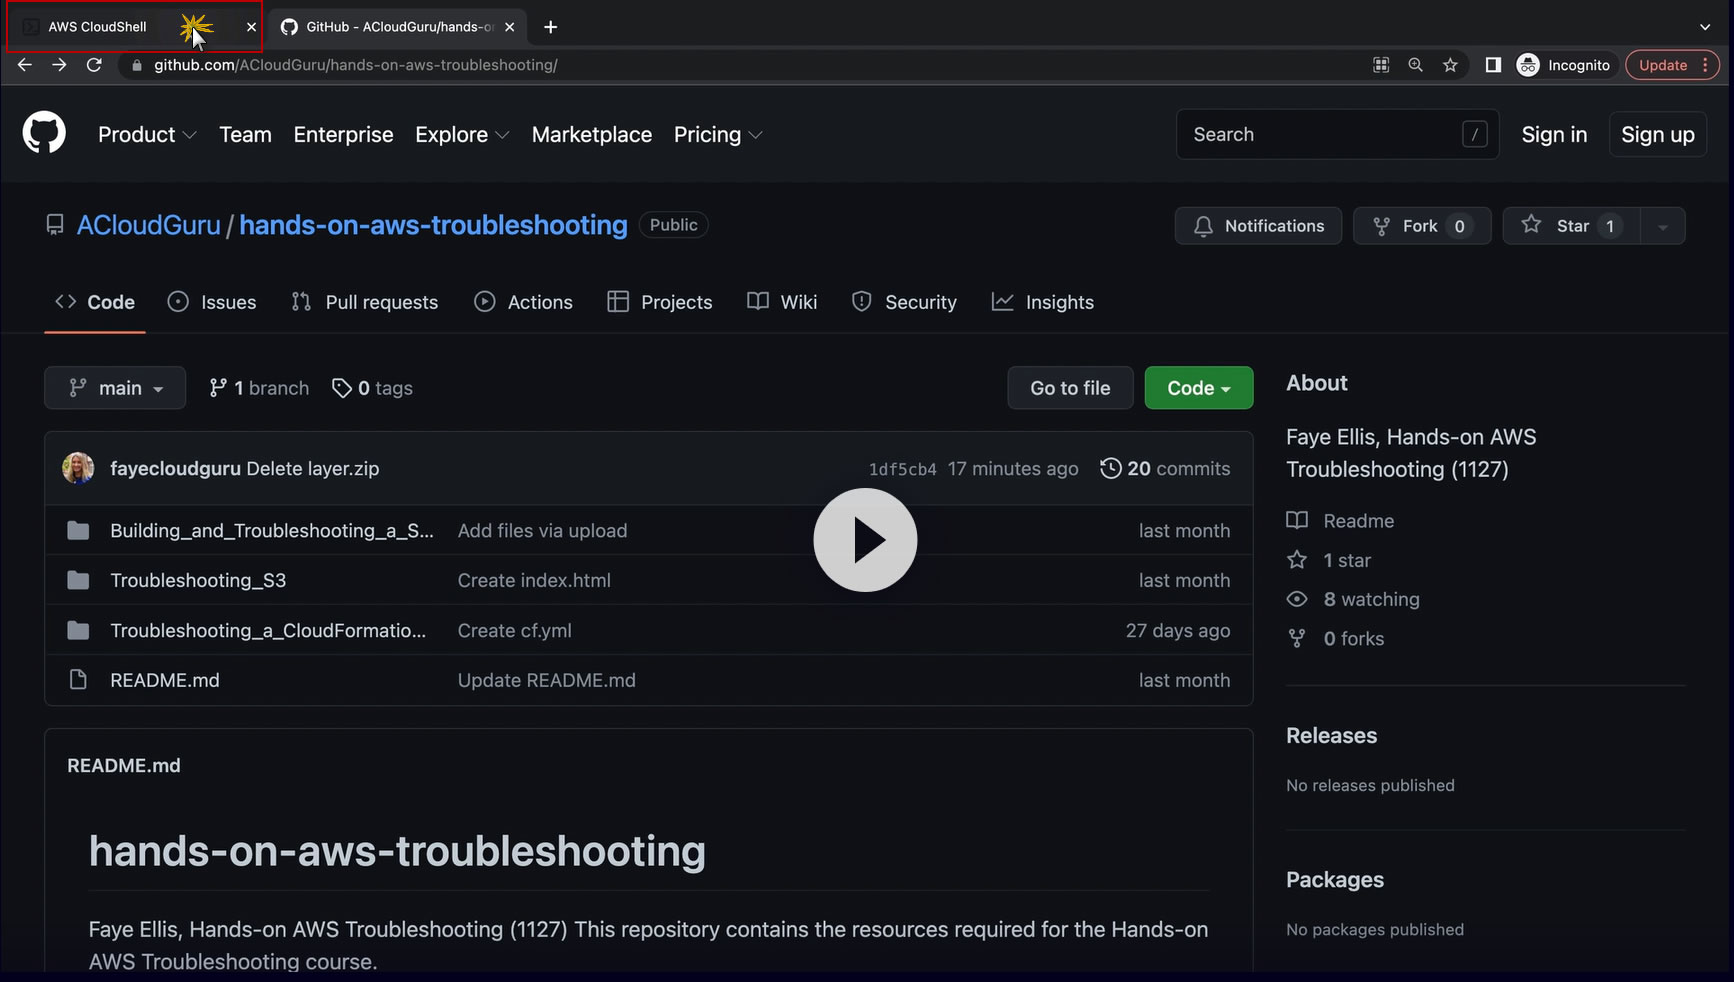 AWS CloudShell
GitHub - ACloudGuru/hands-o
github.com/ACloudGuru/hands-on-aws-troubleshooting/
Incognito
Update
Product
Team
Enterprise
Explore
Marketplace
Pricing
Search
/
Sign in
Sign up
ACloudGuru / hands-on-aws-troubleshooting
Public
Notifications
Fork 0
Star 1
Code
Issues
Pull requests
Actions
Projects
Wiki
Security
Insights
main
1 branch
0 tags
Go to file
Code
fayecloudguru Delete layer.zip
1df5cb4 17 minutes ago
20 commits
Building_and_Troubleshooting_a_S...
Add files via upload
last month
Troubleshooting_S3
Create index.html
last month
Troubleshooting_a_CloudFormatio...
Create cf.yml
27 days ago
README.md
Update README.md
last month
README.md
hands-on-aws-troubleshooting
Faye Ellis, Hands-on AWS Troubleshooting (1127) This repository contains the resources required for the Hands-on
AWS Troubleshooting course.
About
Faye Ellis, Hands-on AWS
Troubleshooting (1127)
Readme
1 star
8 watching
0 forks
Releases
No releases published
Packages
No packages published